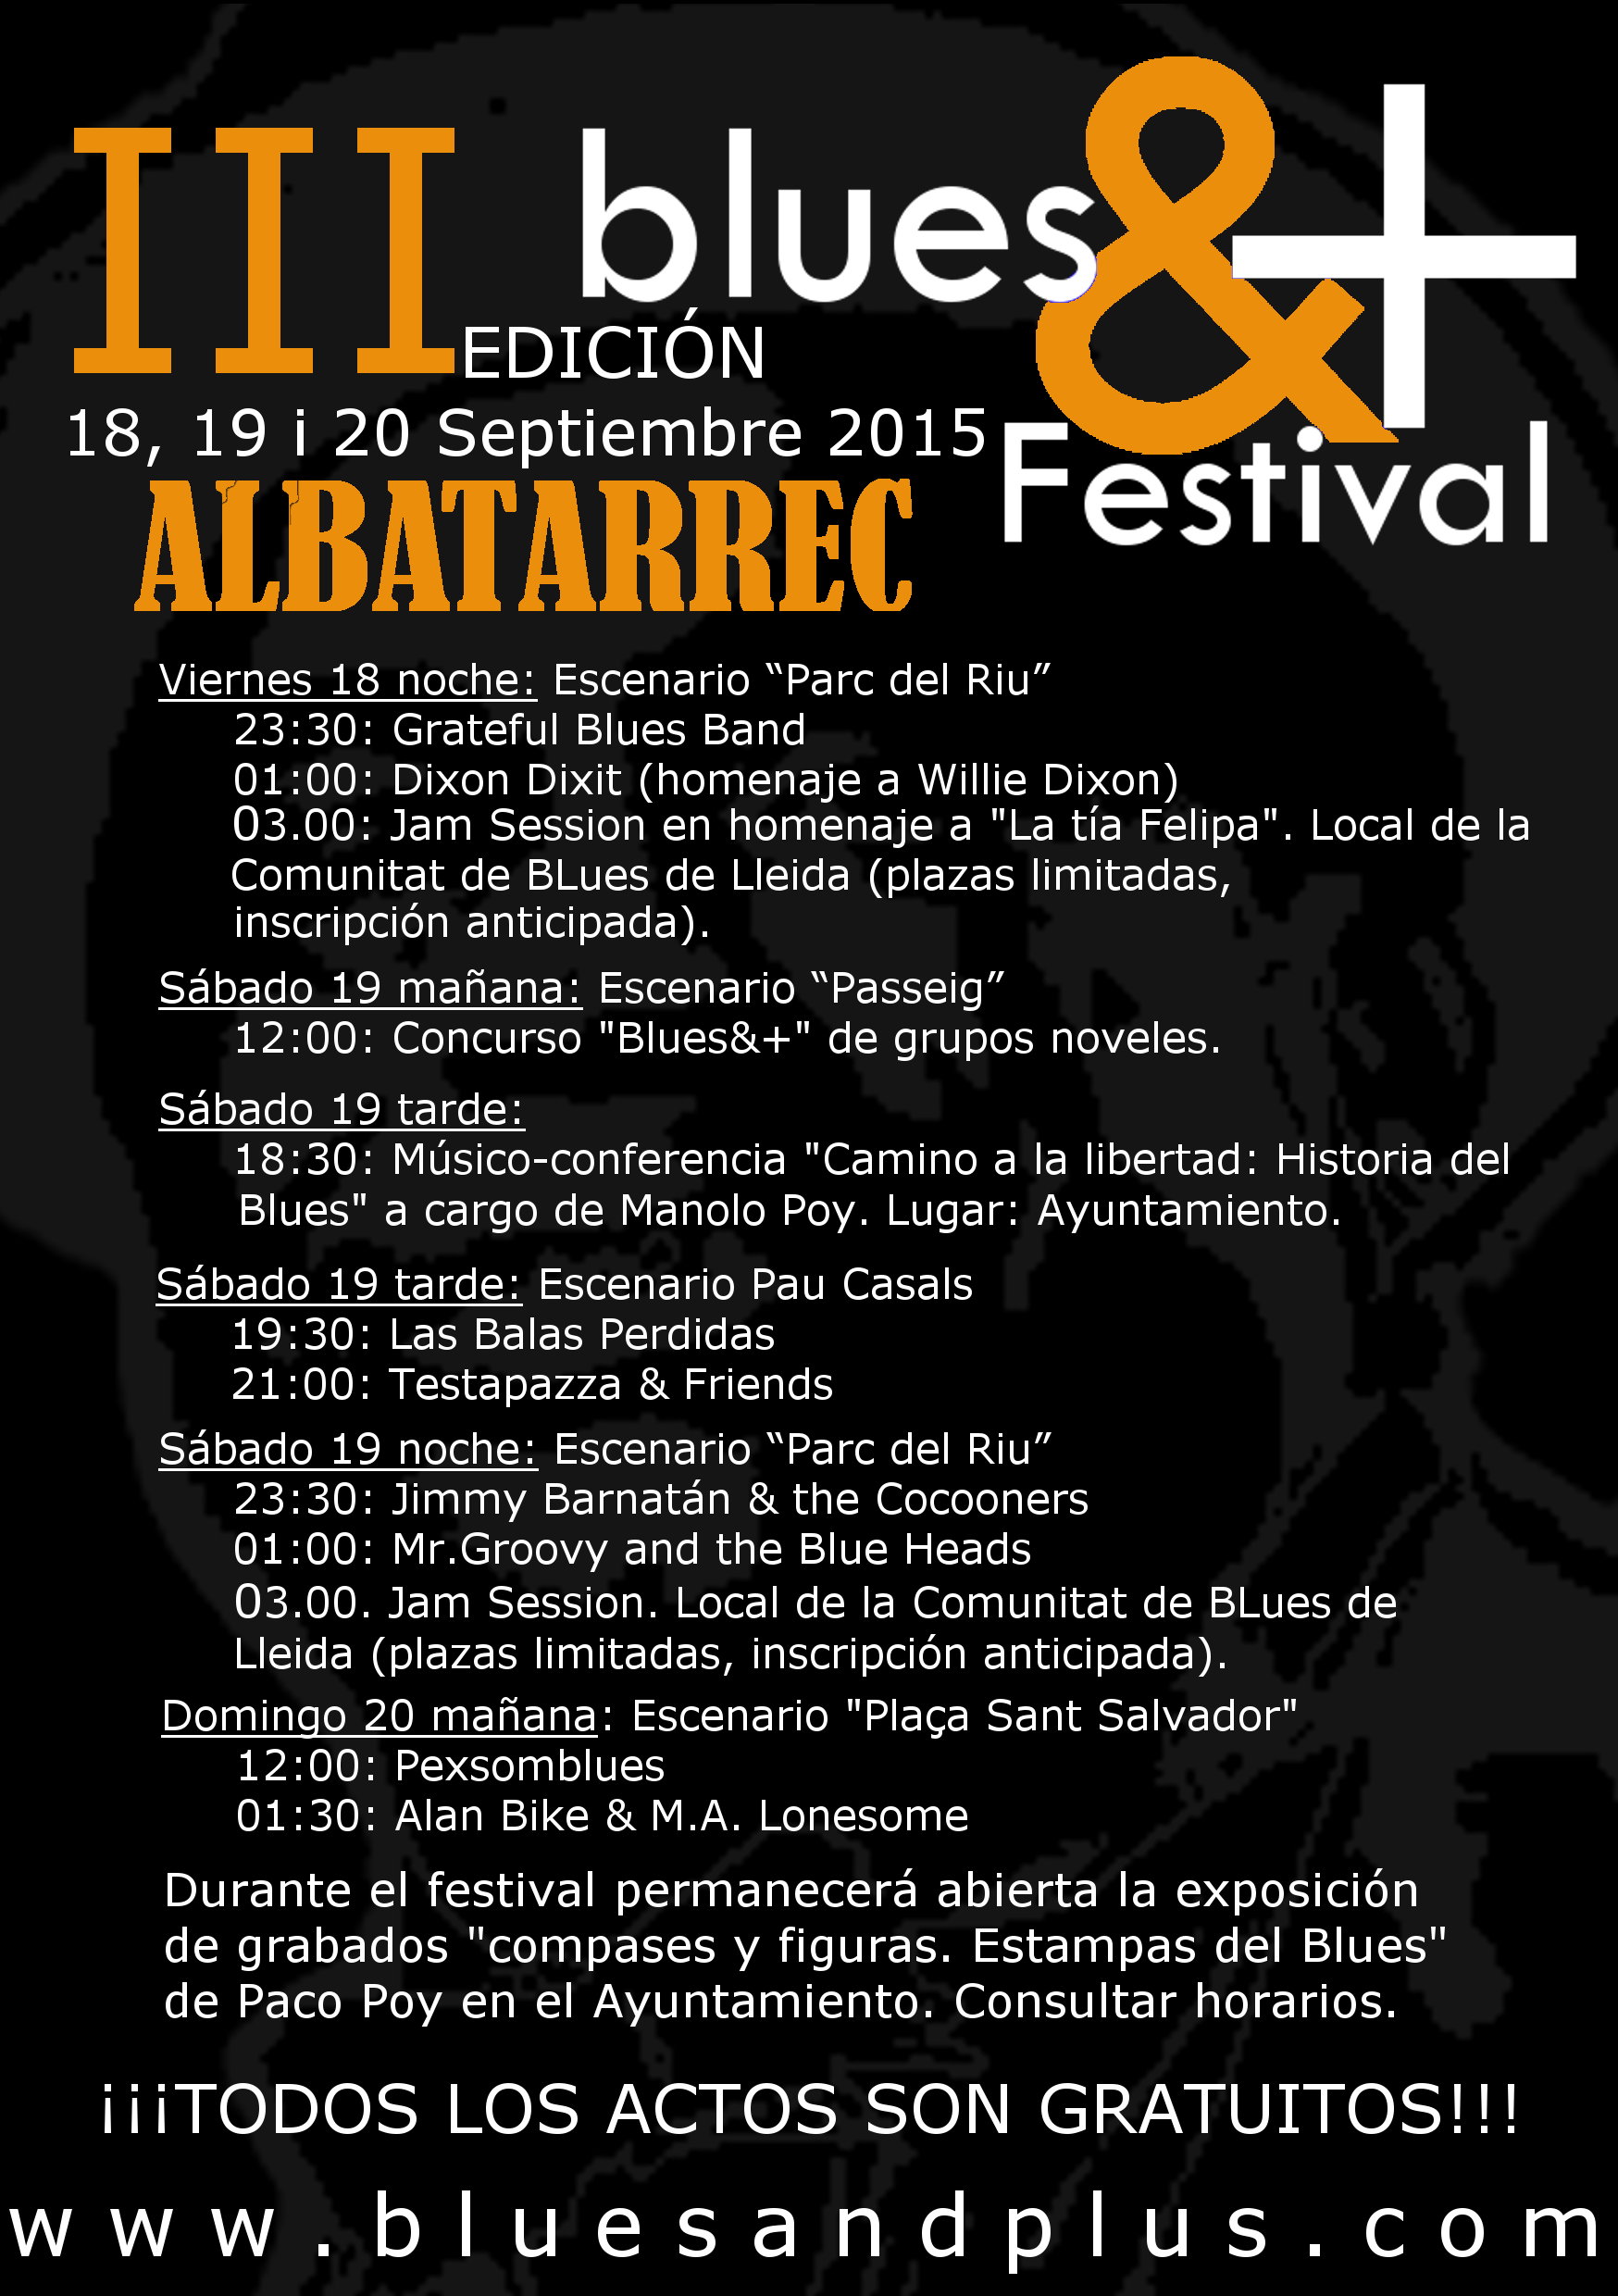 III blues&+
EDICIÓN
18, 19 i 20 Septiembre 2015
Festival
ALBATARREC
Viernes 18 noche: Escenario “Parc del Riu”
23:30: Grateful Blues Band
01:00: Dixon Dixit (homenaje a Willie Dixon)
03.00: Jam Session en homenaje a "La tía Felipa". Local de la
Comunitat de BLues de Lleida (plazas limitadas,
inscripción anticipada).
Sábado 19 mañana: Escenario “Passeig”
12:00: Concurso "Blues&+" de grupos noveles.
Sábado 19 tarde:
18:30: Músico-conferencia "Camino a la libertad: Historia del
Blues" a cargo de Manolo Poy. Lugar: Ayuntamiento.
Sábado 19 tarde: Escenario Pau Casals
19:30: Las Balas Perdidas
21:00: Testapazza & Friends
Sábado 19 noche: Escenario “Parc del Riu”
23:30: Jimmy Barnatán & the Cocooners
01:00: Mr.Groovy and the Blue Heads
03.00. Jam Session. Local de la Comunitat de BLues de
Lleida (plazas limitadas, inscripción anticipada).
Domingo 20 mañana: Escenario "Plaça Sant Salvador"
12:00: Pexsomblues
01:30: Alan Bike & M.A. Lonesome
Durante el festival permanecerá abierta la exposición
de grabados "compases y figuras. Estampas del Blues"
de Paco Poy en el Ayuntamiento. Consultar horarios.
¡¡¡TODOS LOS ACTOS SON GRATUITOS!!!
www.bluesandplus.com